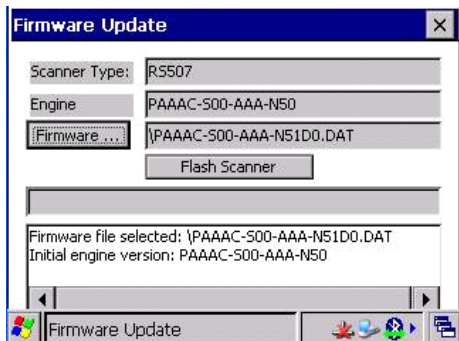 Firmware Update
Scanner Type: RS507
Engine PAAAC-S00-AAA-N50
Firmware ... \PAAAC-S00-AAA-N51D0.DAT
Flash Scanner
Firmware file selected: \PAAAC-S00-AAA-N51D0.DAT
Initial engine version: PAAAC-S00-AAA-N50
Firmware Update